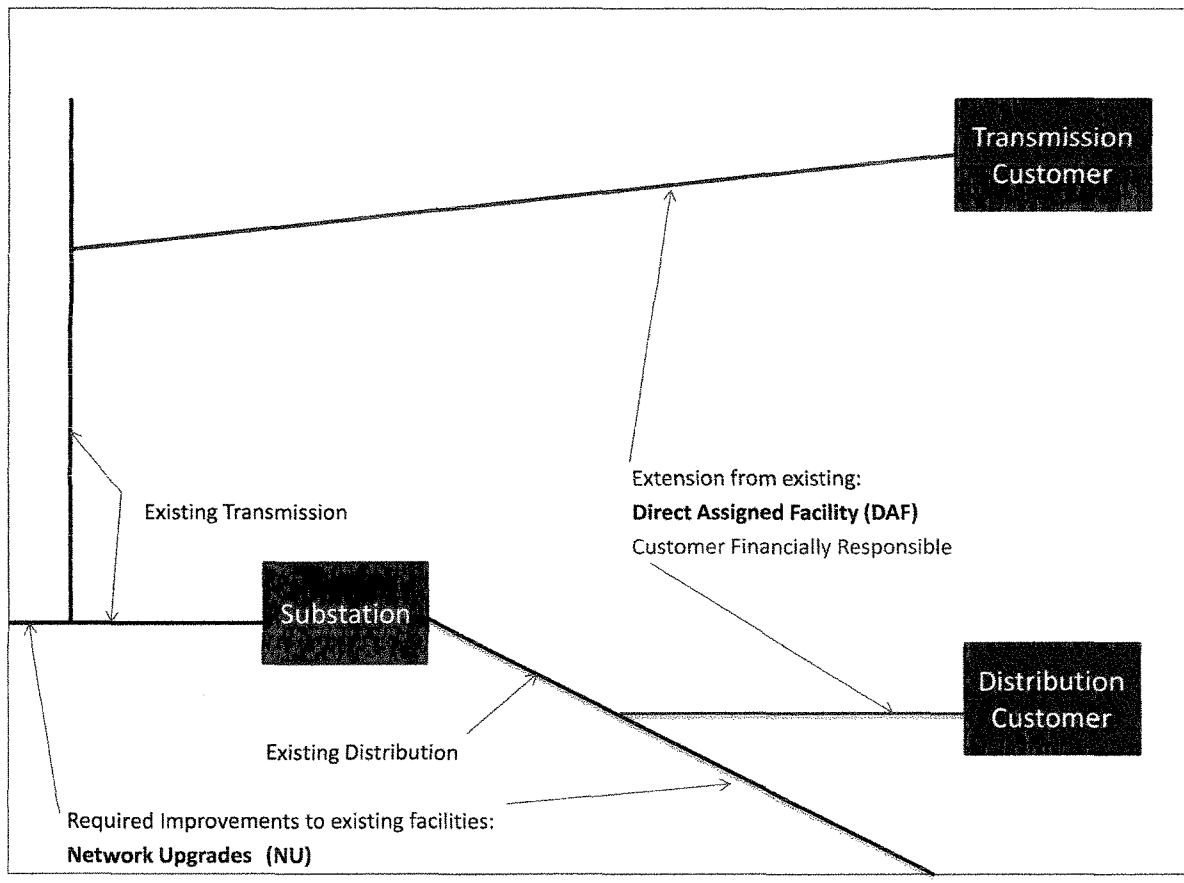 Transmission
Customer
Extension from existing:
Direct Assigned Facility (DAF)
Customer Financially Responsible
Existing Transmission
Substation
Distribution
Customer
Existing Distribution
Required Improvements to existing facilities:
Network Upgrades (NU)